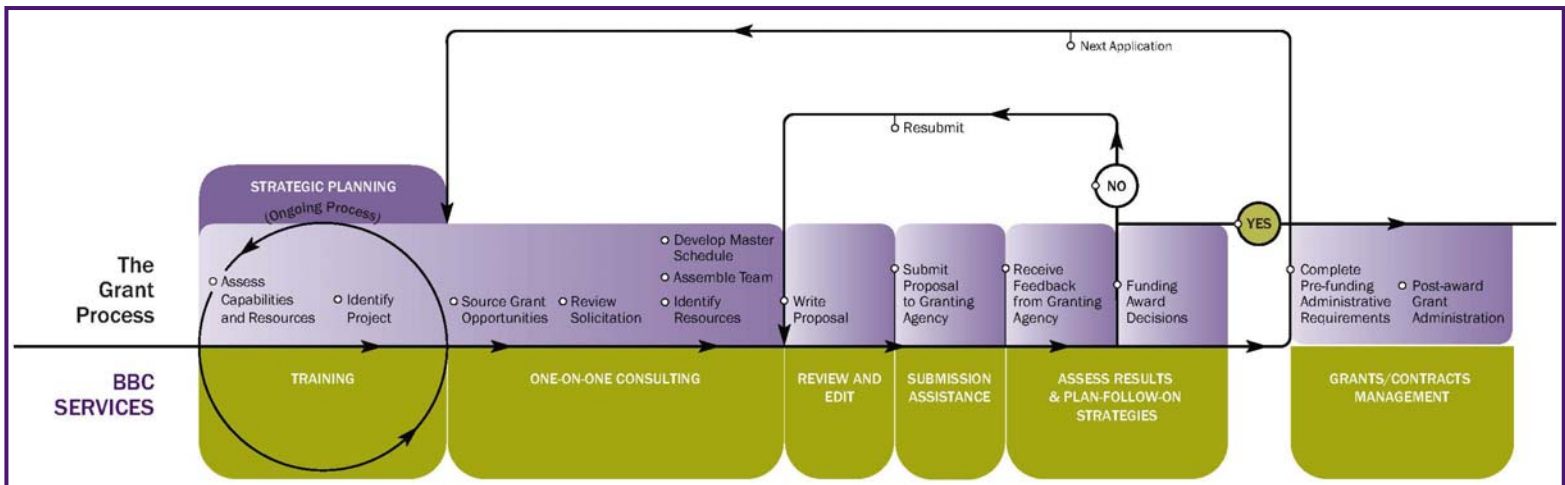 Next Application
Resubmit
NO
YES
STRATEGIC PLANNING
(Ongoing Process)
The
Grant
Process
Assess
Capabilities
and Resources
Identify
Project
Source Grant
Opportunities
Review
Solicitation
Develop Master
Schedule
Assemble Team
Identify
Resources
Write
Proposal
Submit
Proposal
to Granting
Agency
Receive
Feedback
from Granting
Agency
Funding
Award
Decisions
Complete
Pre-funding
Administrative
Requirements
Post-award
Grant
Administration
BBC
SERVICES
TRAINING
ONE-ON-ONE CONSULTING
REVIEW AND
EDIT
SUBMISSION
ASSISTANCE
ASSESS RESULTS
& PLAN-FOLLOW-ON
STRATEGIES
GRANTS/CONTRACTS
MANAGEMENT